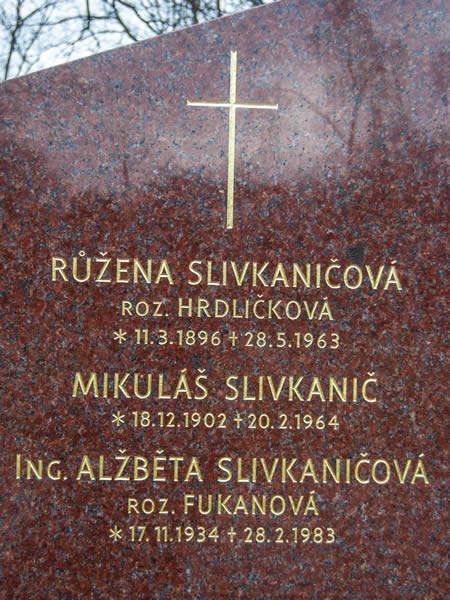 RŮŽENA SLIVKANIČOVÁ
ROZ. HRDLIČKOVÁ
* 11.3.1896 † 28.5.1963
MIKULÁŠ SLIVKANIČ
* 18.12.1902 † 20.2.1964
ING. ALŽBĚTA SLIVKANIČOVÁ
ROZ. FUKANOVÁ
* 17.11.1934 † 28.2.1983